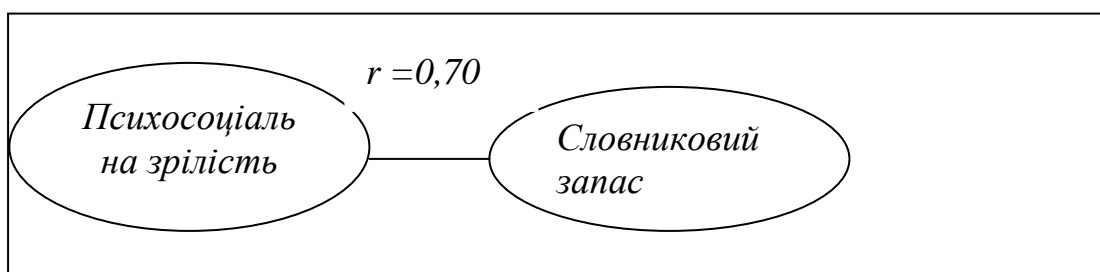 r =0,70
Психосоціаль
на зрілість
Словниковий
запас